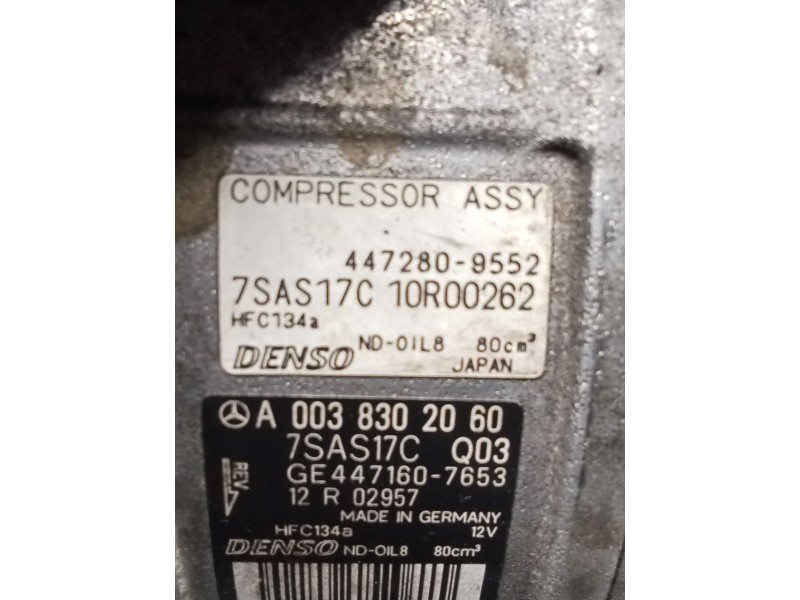 COMPRESSOR ASSY
447280-9552
7SAS17C 10R00262
HFC134a
ND-OIL8 80cm³
DENSO JAPAN
A 003 830 20 60
7SAS17C Q03
REV
GE447160-7653
12 R 02957
MADE IN GERMANY
HFC134a 12V
DENSO ND-OIL8 80cm³